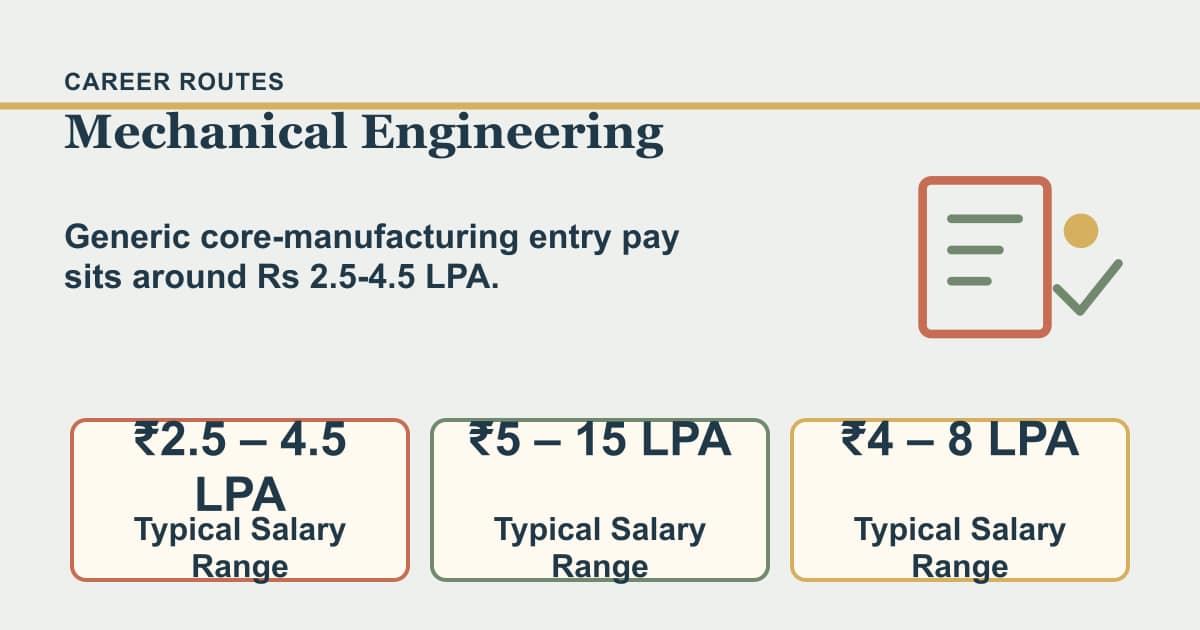 CAREER ROUTES
Mechanical Engineering
Generic core-manufacturing entry pay
sits around Rs 2.5-4.5 LPA.
₹2.5 – 4.5
LPA
Typical Salary
Range
₹5 – 15 LPA
Typical Salary
Range
₹4 – 8 LPA
Typical Salary
Range